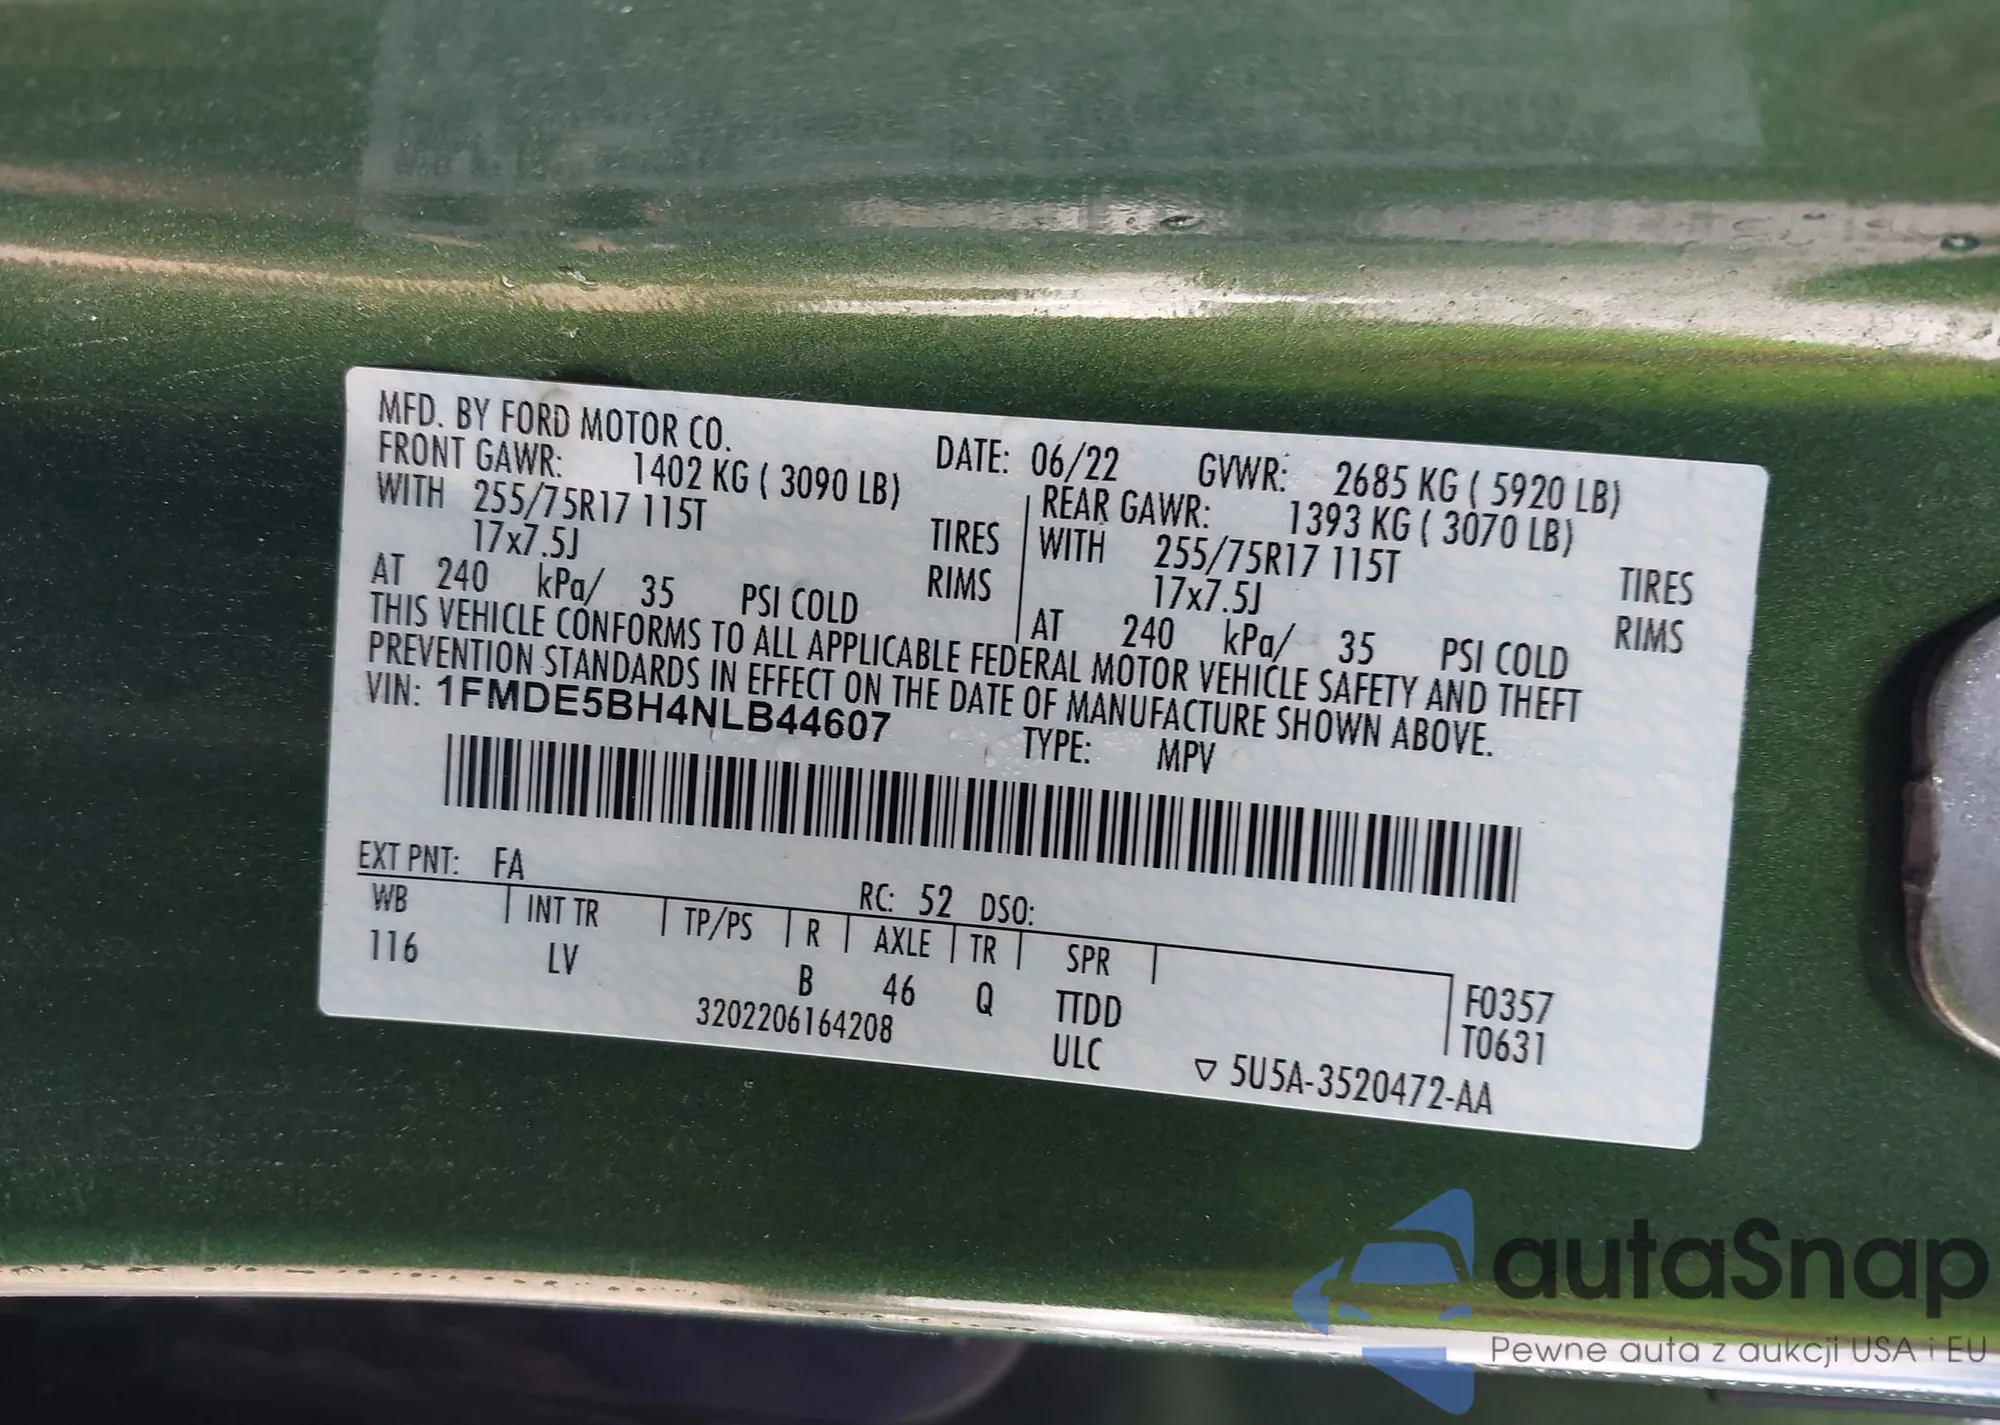 MFD. BY FORD MOTOR CO. DATE: 06/22 GVWR: 2685 KG ( 5920 LB)
FRONT GAWR: 1402 KG ( 3090 LB) REAR GAWR: 1393 KG ( 3070 LB)
WITH 255/75R17 115T TIRES WITH 255/75R17 115T TIRES
17x7.5J RIMS 17x7.5J RIMS
AT 240 kPa/ 35 PSI COLD AT 240 kPa/ 35 PSI COLD
THIS VEHICLE CONFORMS TO ALL APPLICABLE FEDERAL MOTOR VEHICLE SAFETY AND THEFT
PREVENTION STANDARDS IN EFFECT ON THE DATE OF MANUFACTURE SHOWN ABOVE.
VIN: 1FMDE5BH4NLB44607 TYPE: MPV
EXT PNT: FA RC: 52 DSO:
WB INT TR TP/PS R AXLE TR SPR F0357
116 LV B 46 Q TTDD T0631
3202206164208 ULC ▽ 5U5A-3520472-AA
autaSnap
Pewne auta z aukcji USA i EU